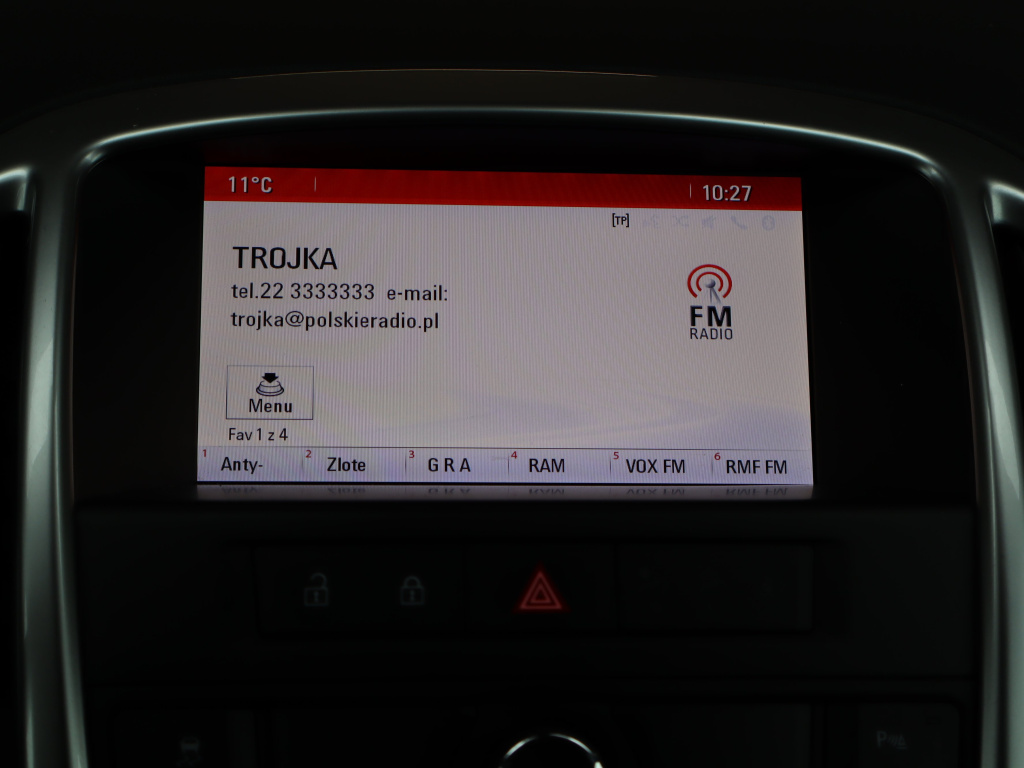 11°C 10:27
[TP]
TROJKA
tel.22 3333333 e-mail:
trojka@polskieradio.pl
FM
RADIO
Menu
Fav 1 z 4
1 Anty- 2 Zlote 3 G R A 4 RAM 5 VOX FM 6 RMF FM